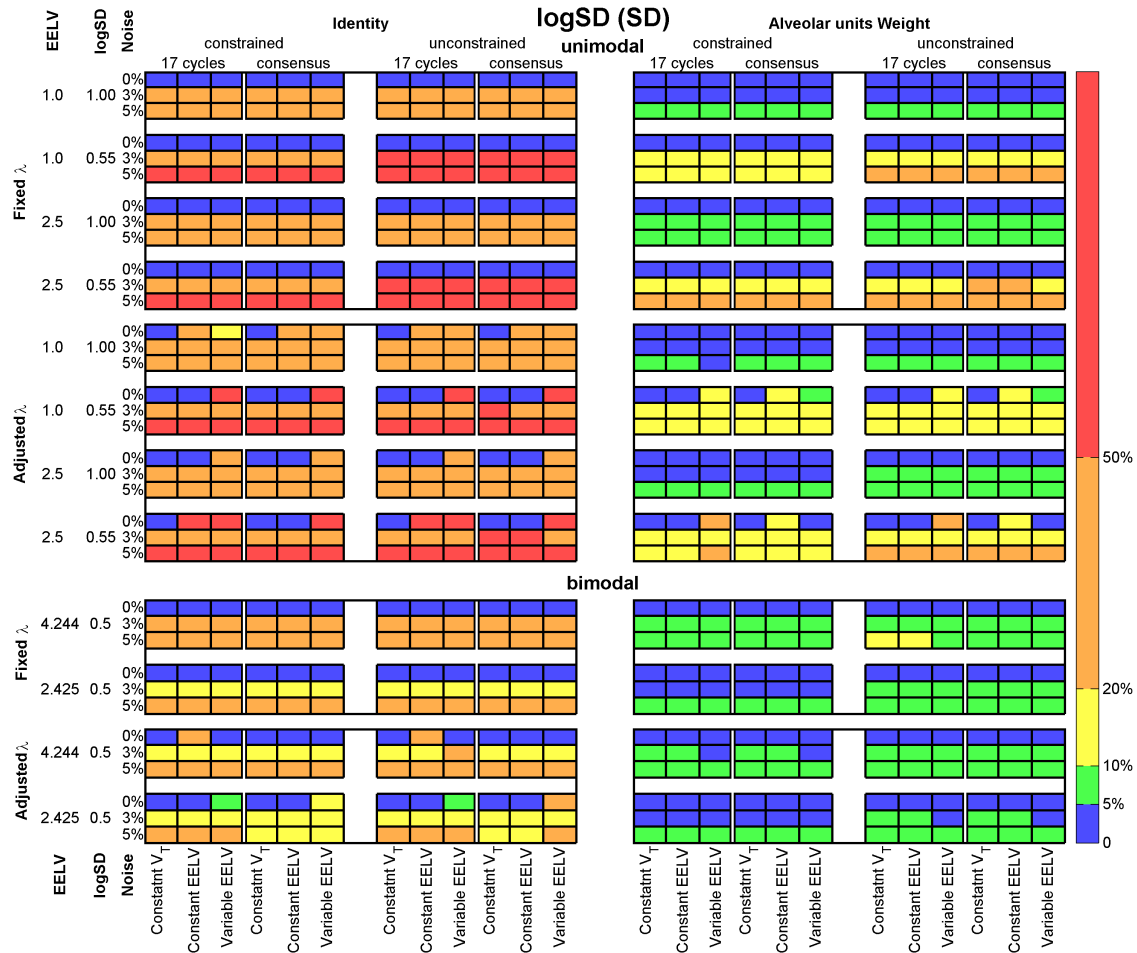 logSD (SD)
Identity
Alveolar units Weight
unimodal
constrained
unconstrained
constrained
unconstrained
EELV
logSD
Noise
17 cycles
consensus
17 cycles
consensus
17 cycles
consensus
17 cycles
consensus
Fixed λ
0%
1.0 1.00 3%
5%
0%
1.0 0.55 3%
5%
0%
2.5 1.00 3%
5%
0%
2.5 0.55 3%
5%
Adjusted λ
0%
1.0 1.00 3%
5%
0%
1.0 0.55 3%
5%
0%
2.5 1.00 3%
5%
0%
2.5 0.55 3%
5%
bimodal
Fixed λ
0%
4.244 0.5 3%
5%
0%
2.425 0.5 3%
5%
Adjusted λ
0%
4.244 0.5 3%
5%
0%
2.425 0.5 3%
5%
50%
20%
10%
5%
0
EELV
logSD
Noise
Constatnt VT
Constant EELV
Variable EELV
Constatnt VT
Constant EELV
Variable EELV
Constatnt VT
Constant EELV
Variable EELV
Constatnt VT
Constant EELV
Variable EELV
Constatnt VT
Constant EELV
Variable EELV
Constatnt VT
Constant EELV
Variable EELV
Constatnt VT
Constant EELV
Variable EELV
Constatnt VT
Constant EELV
Variable EELV